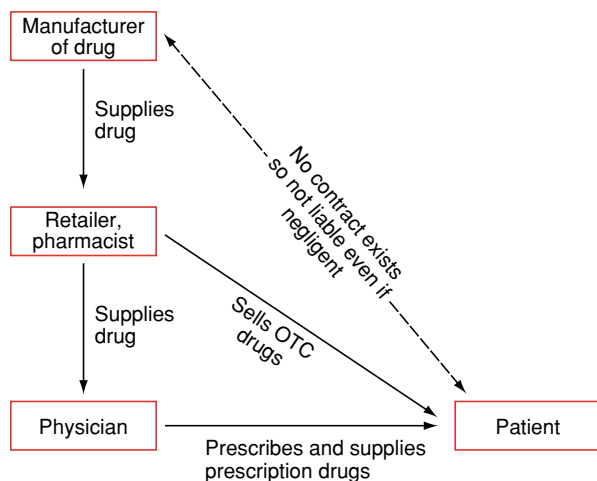 Manufacturer
of drug
Supplies
drug
No contract exists
so not liable even if
negligent
Retailer,
pharmacist
Sells OTC
drugs
Supplies
drug
Physician
Patient
Prescribes and supplies
prescription drugs